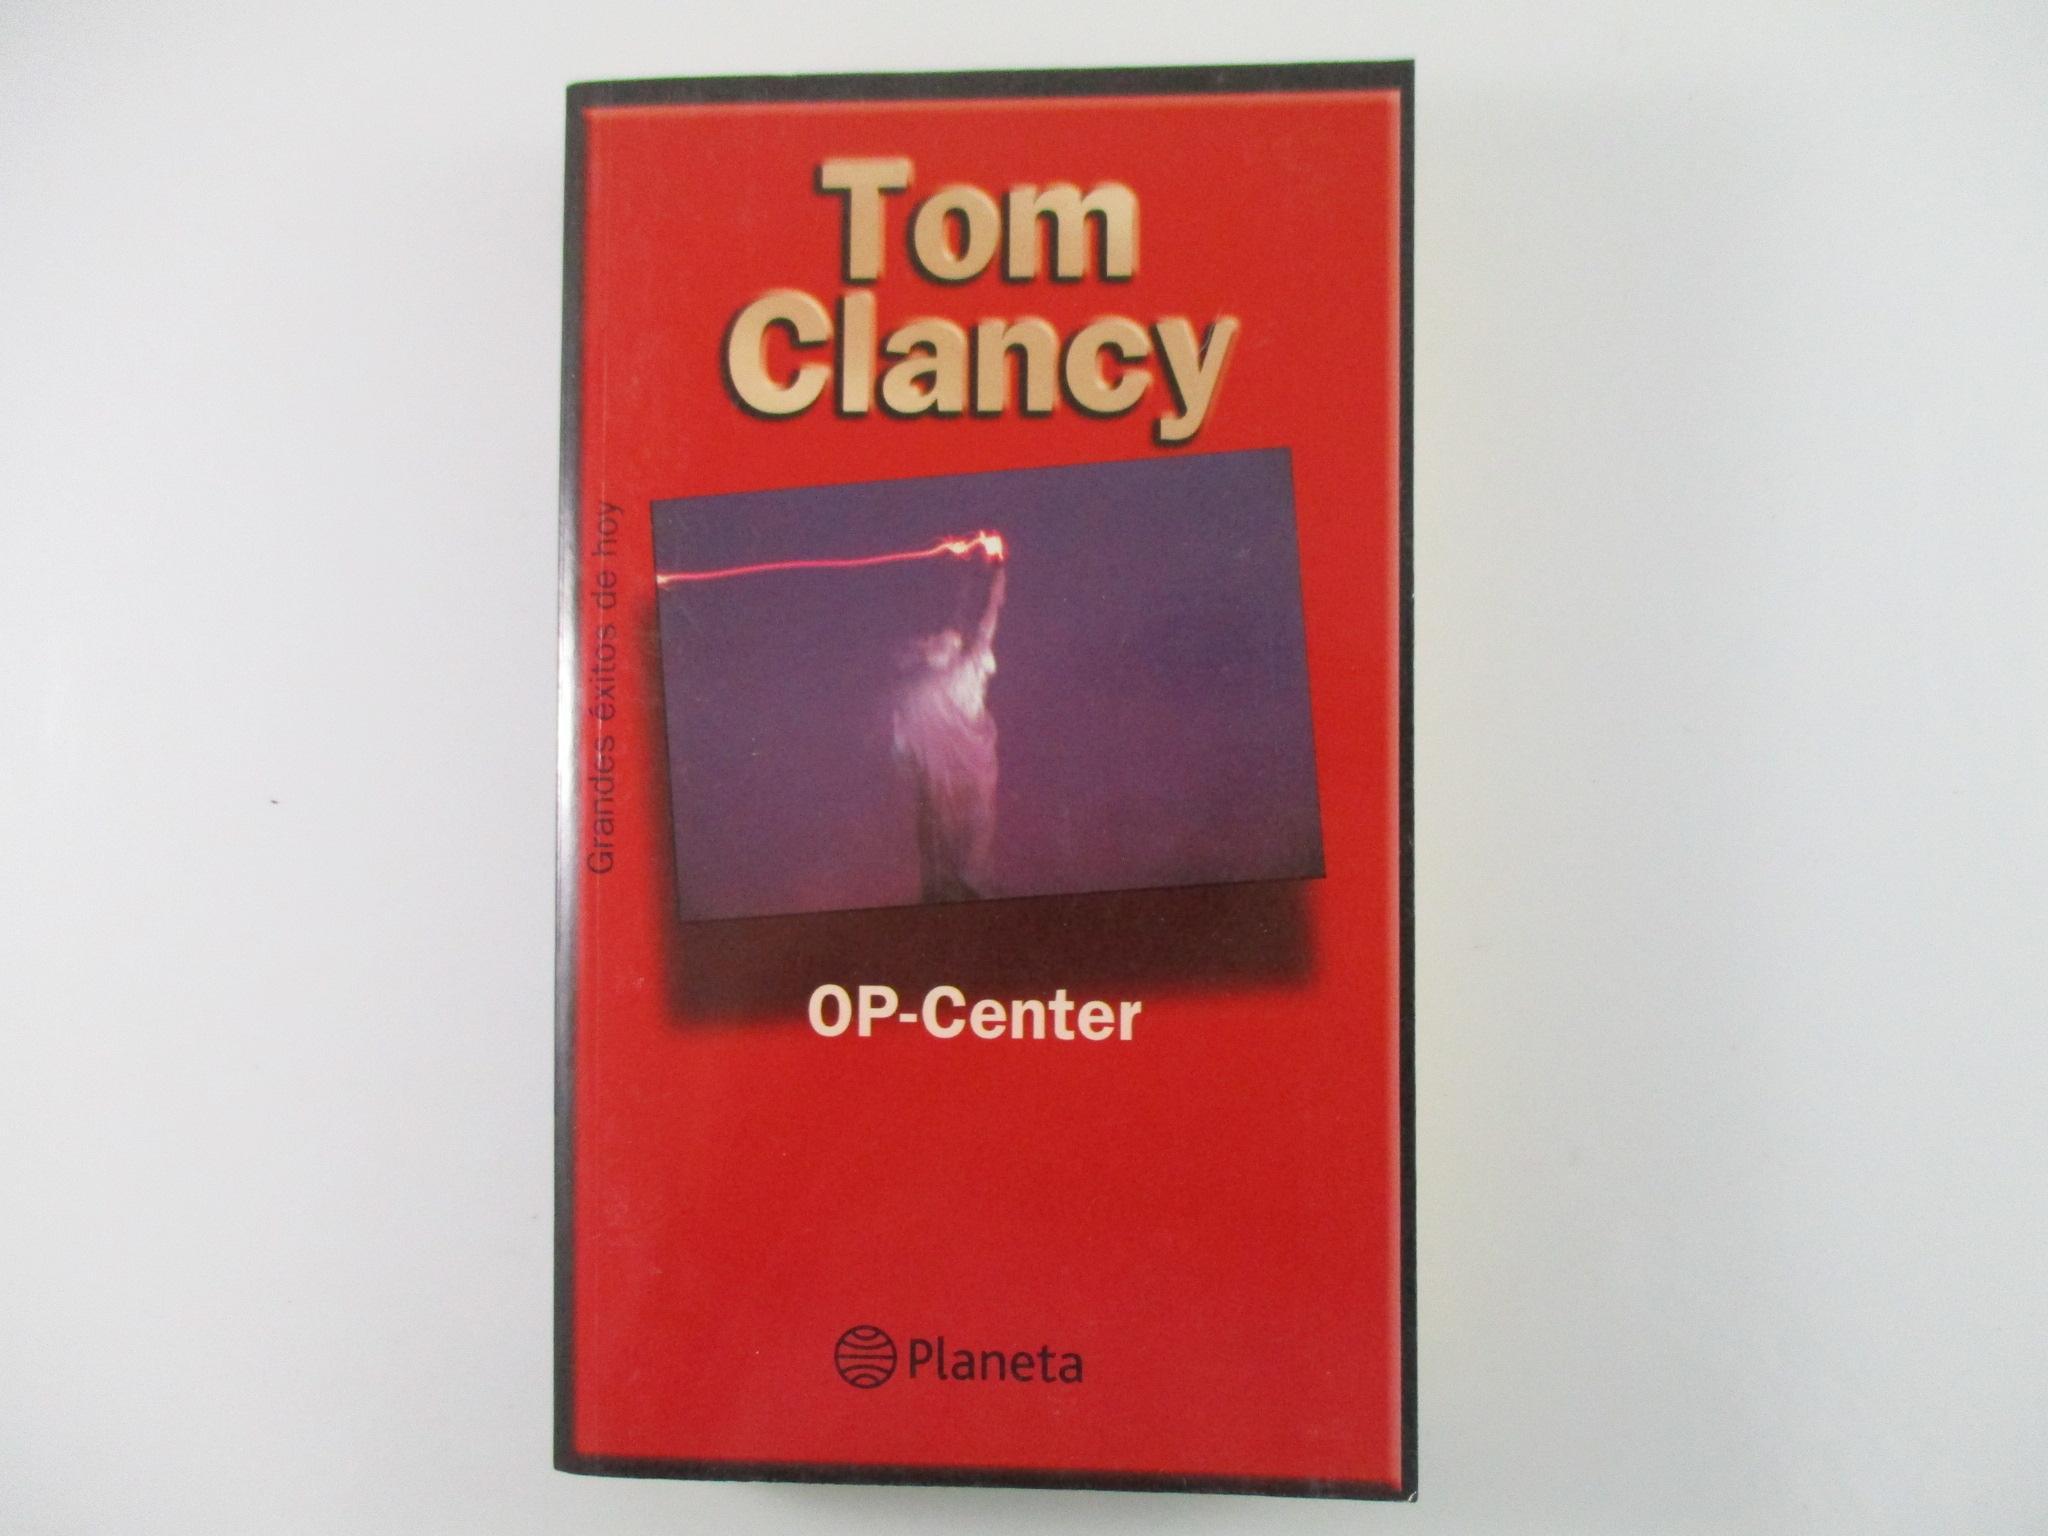 Tom
Clancy
Grandes éxitos de hoy
OP-Center
Planeta